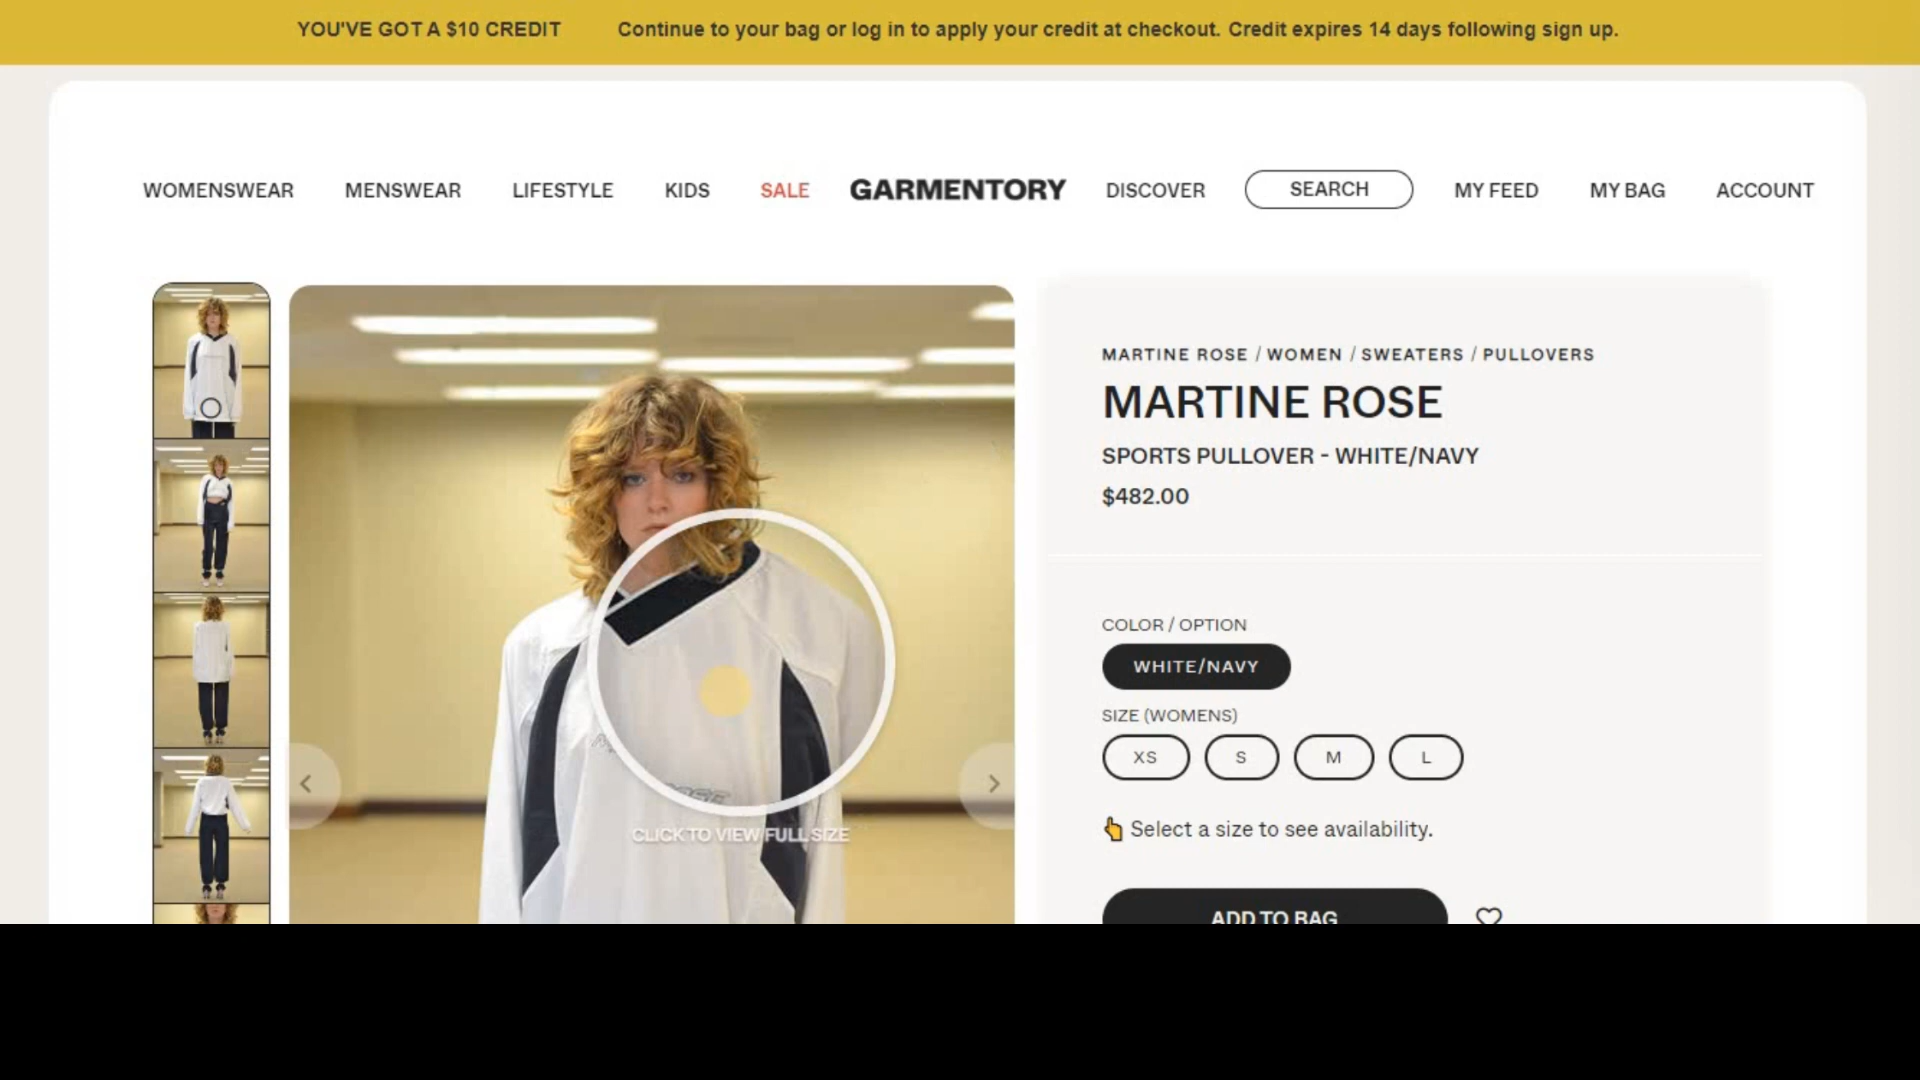 YOU'VE GOT A $10 CREDIT Continue to your bag or log in to apply your credit at checkout. Credit expires 14 days following sign up.
WOMENSWEAR MENSWEAR LIFESTYLE KIDS SALE GARMENTORY DISCOVER SEARCH MY FEED MY BAG ACCOUNT
MARTINE ROSE / WOMEN / SWEATERS / PULLOVERS
MARTINE ROSE
SPORTS PULLOVER - WHITE/NAVY
$482.00
COLOR / OPTION
WHITE/NAVY
SIZE (WOMENS)
XS S M L
Select a size to see availability.
CLICK TO VIEW FULL SIZE
ADD TO BAG